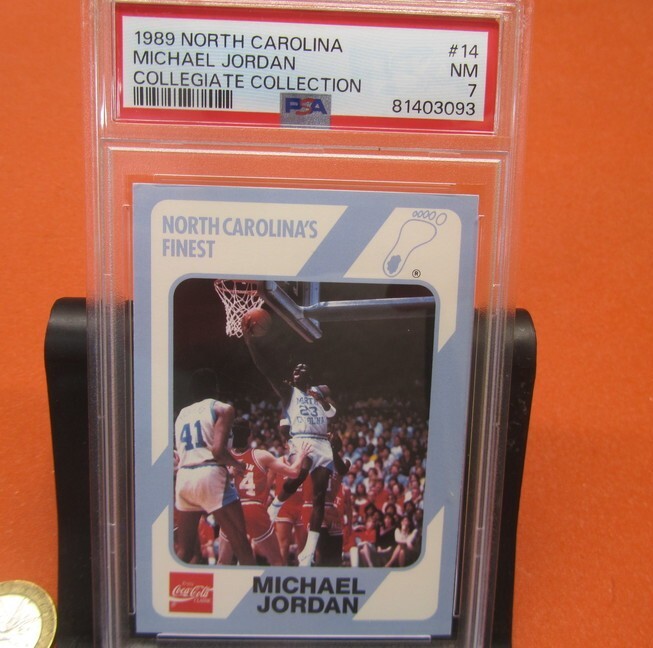 1989 NORTH CAROLINA #14
MICHAEL JORDAN NM
COLLEGIATE COLLECTION 7
PSA 81403093
NORTH CAROLINA'S
FINEST
®
NORTH
23
41
4
Coca-Cola
MICHAEL
JORDAN